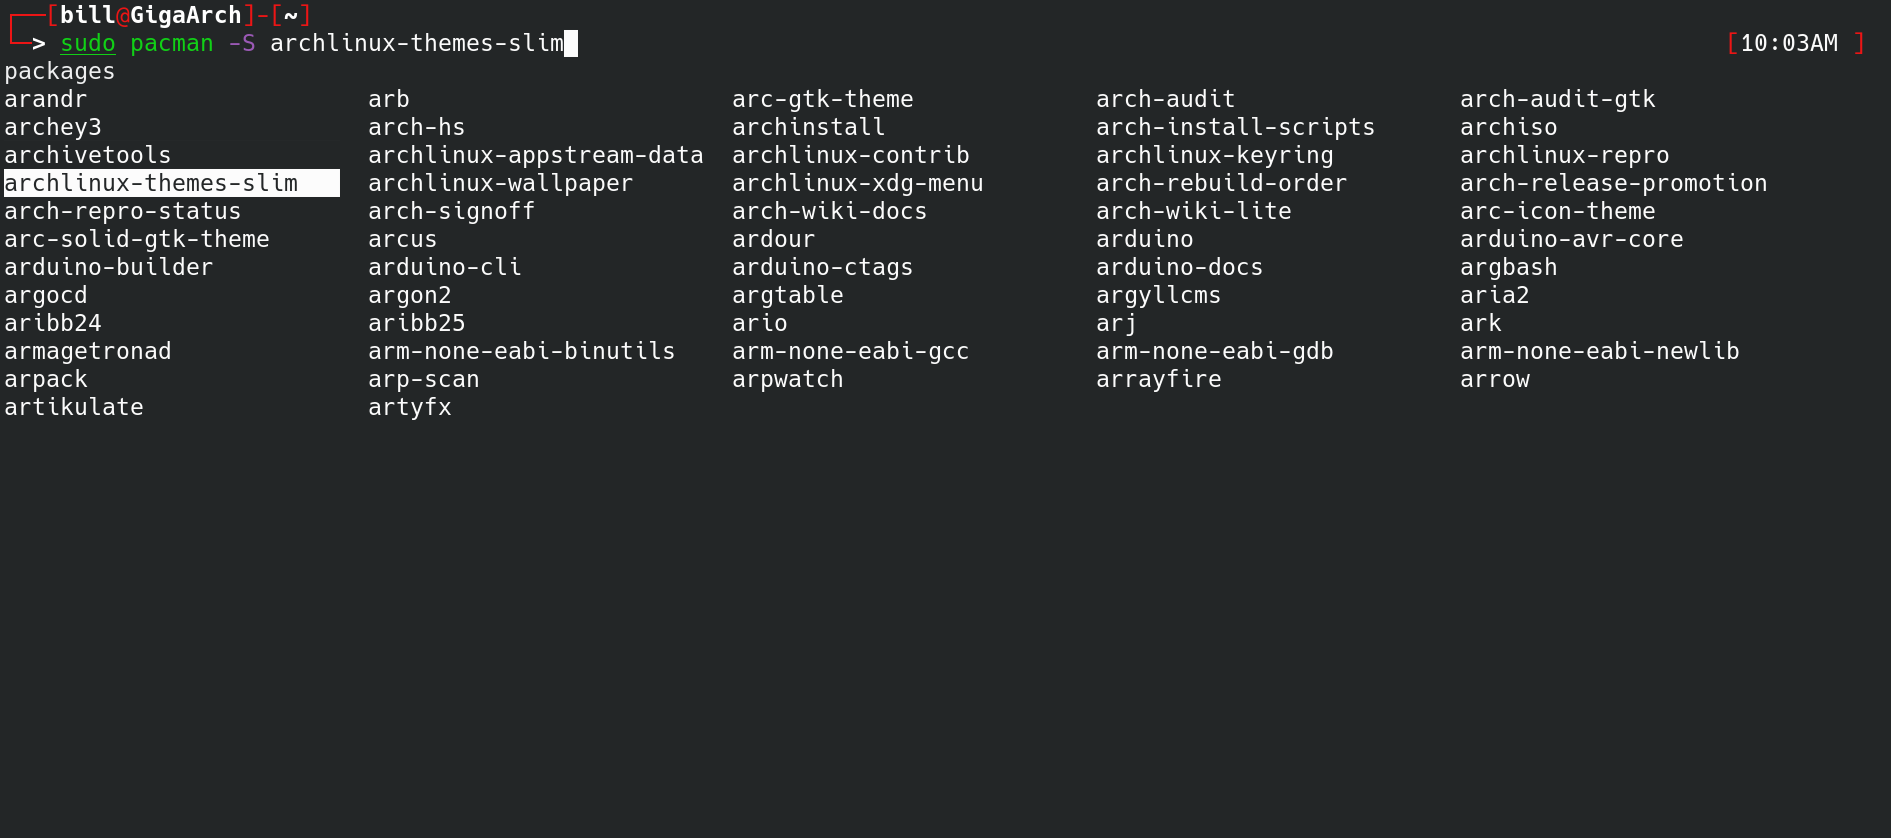 [bill@GigaArch]-[~]
> sudo pacman -S archlinux-themes-slim [10:03AM ]
packages
arandr arb arc-gtk-theme arch-audit arch-audit-gtk
archey3 arch-hs archinstall arch-install-scripts archiso
archivetools archlinux-appstream-data archlinux-contrib archlinux-keyring archlinux-repro
archlinux-themes-slim archlinux-wallpaper archlinux-xdg-menu arch-rebuild-order arch-release-promotion
arch-repro-status arch-signoff arch-wiki-docs arch-wiki-lite arc-icon-theme
arc-solid-gtk-theme arcus ardour arduino arduino-avr-core
arduino-builder arduino-cli arduino-ctags arduino-docs argbash
argocd argon2 argtable argyllcms aria2
aribb24 aribb25 ario arj ark
armagetronad arm-none-eabi-binutils arm-none-eabi-gcc arm-none-eabi-gdb arm-none-eabi-newlib
arpack arp-scan arpwatch arrayfire arrow
artikulate artyfx